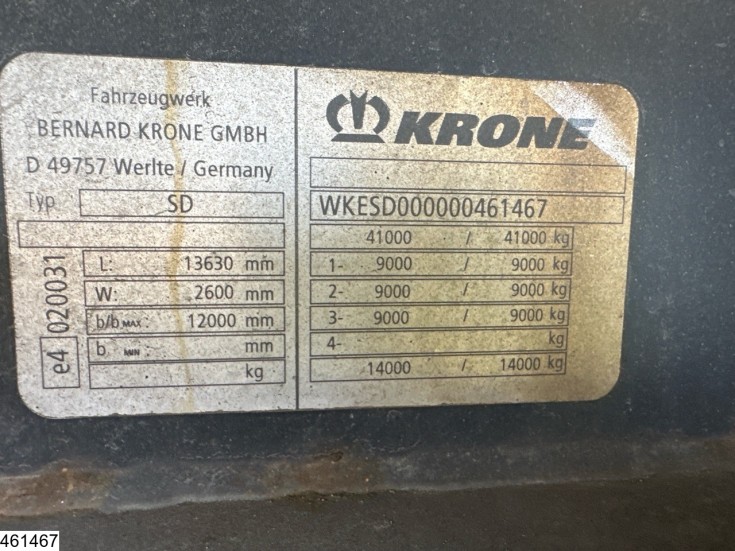 Fahrzeugwerk
BERNARD KRONE GMBH
D 49757 Werlte / Germany
Typ SD
L: 13630 mm
W: 2600 mm
b/b MAX : 12000 mm
b MIN : mm
kg
e4 020031
KRONE
WKESD000000461467
41000 / 41000 kg
1- 9000 / 9000 kg
2- 9000 / 9000 kg
3- 9000 / 9000 kg
4- kg
14000 / 14000 kg
461467